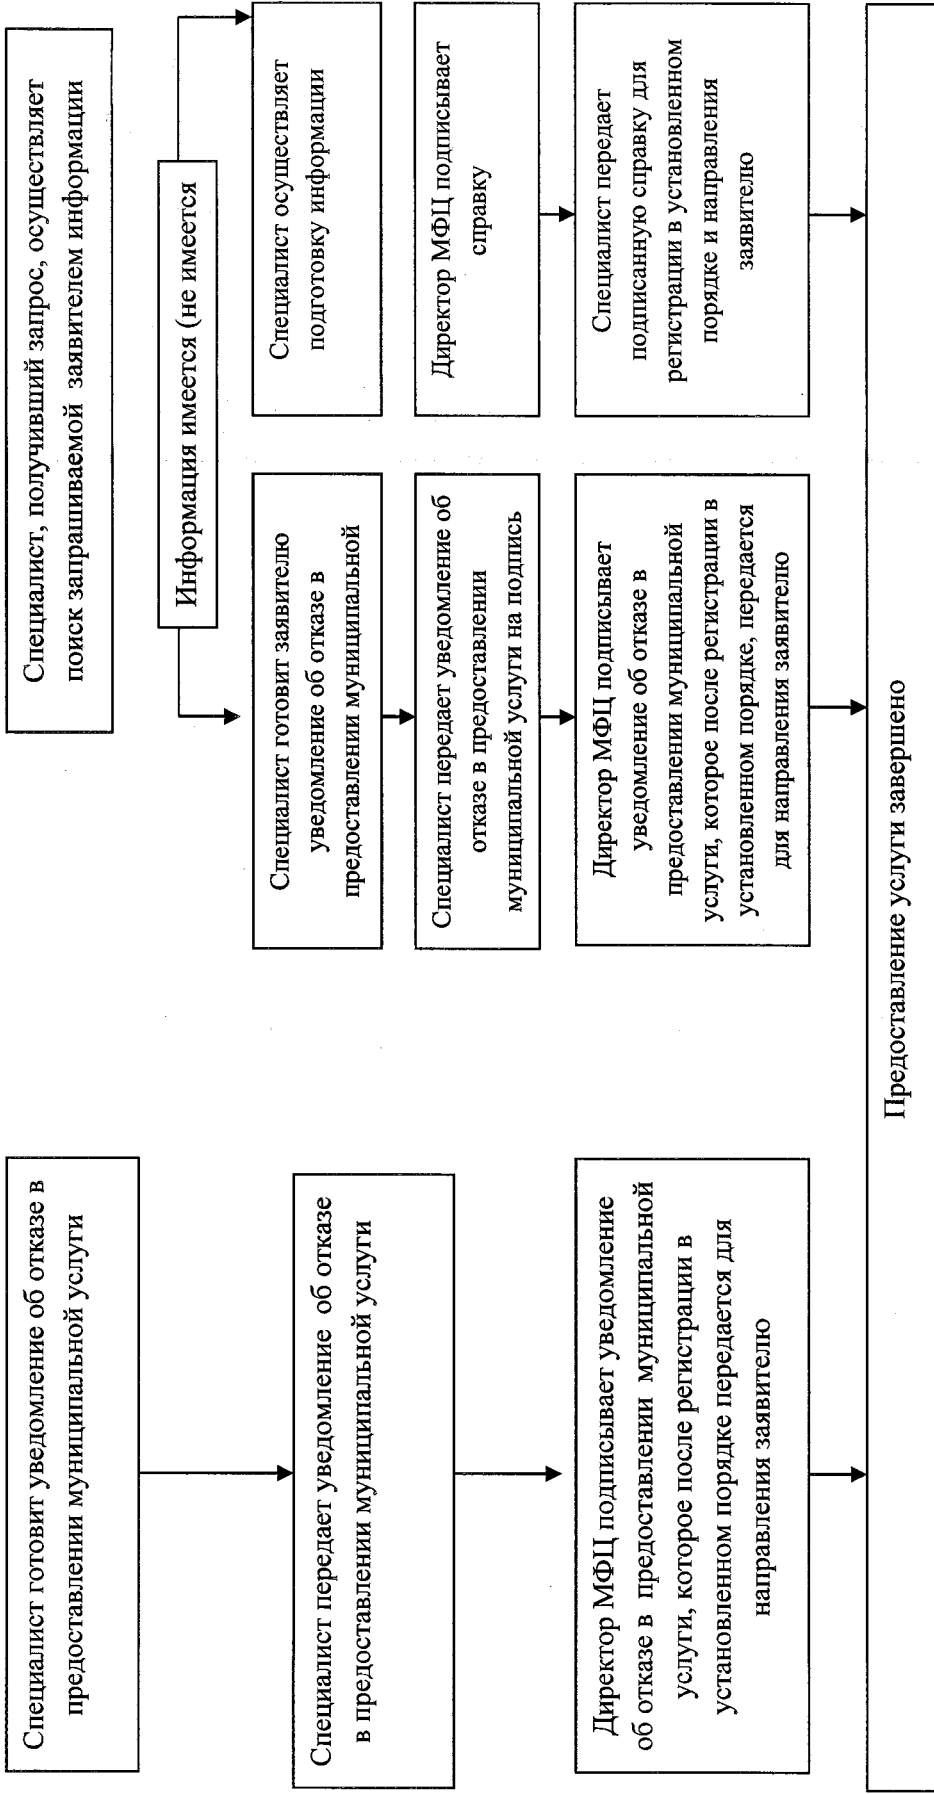 Специалист готовит уведомление об отказе в
предоставлении муниципальной услуги
Специалист, получивший запрос, осуществляет
поиск запрашиваемой заявителем информации
Информация имеется (не имеется
Специалист передает уведомление об отказе
в предоставлении муниципальной услуги
Специалист готовит заявителю
уведомление об отказе в
предоставлении муниципальной
Специалист осуществляет
подготовку информации
Специалист передает уведомление об
отказе в предоставлении
муниципальной услуги на подпись
Директор МФЦ подписывает
справку
Директор МФЦ подписывает уведомление
об отказе в предоставлении муниципальной
услуги, которое после регистрации в
установленном порядке передается для
направления заявителю
Директор МФЦ подписывает
уведомление об отказе в
предоставлении муниципальной
услуги, которое после регистрации в
установленном порядке, передается
для направления заявителю
Специалист передает
подписанную справку для
регистрации в установленном
порядке и направления
заявителю
Предоставление услуги завершено